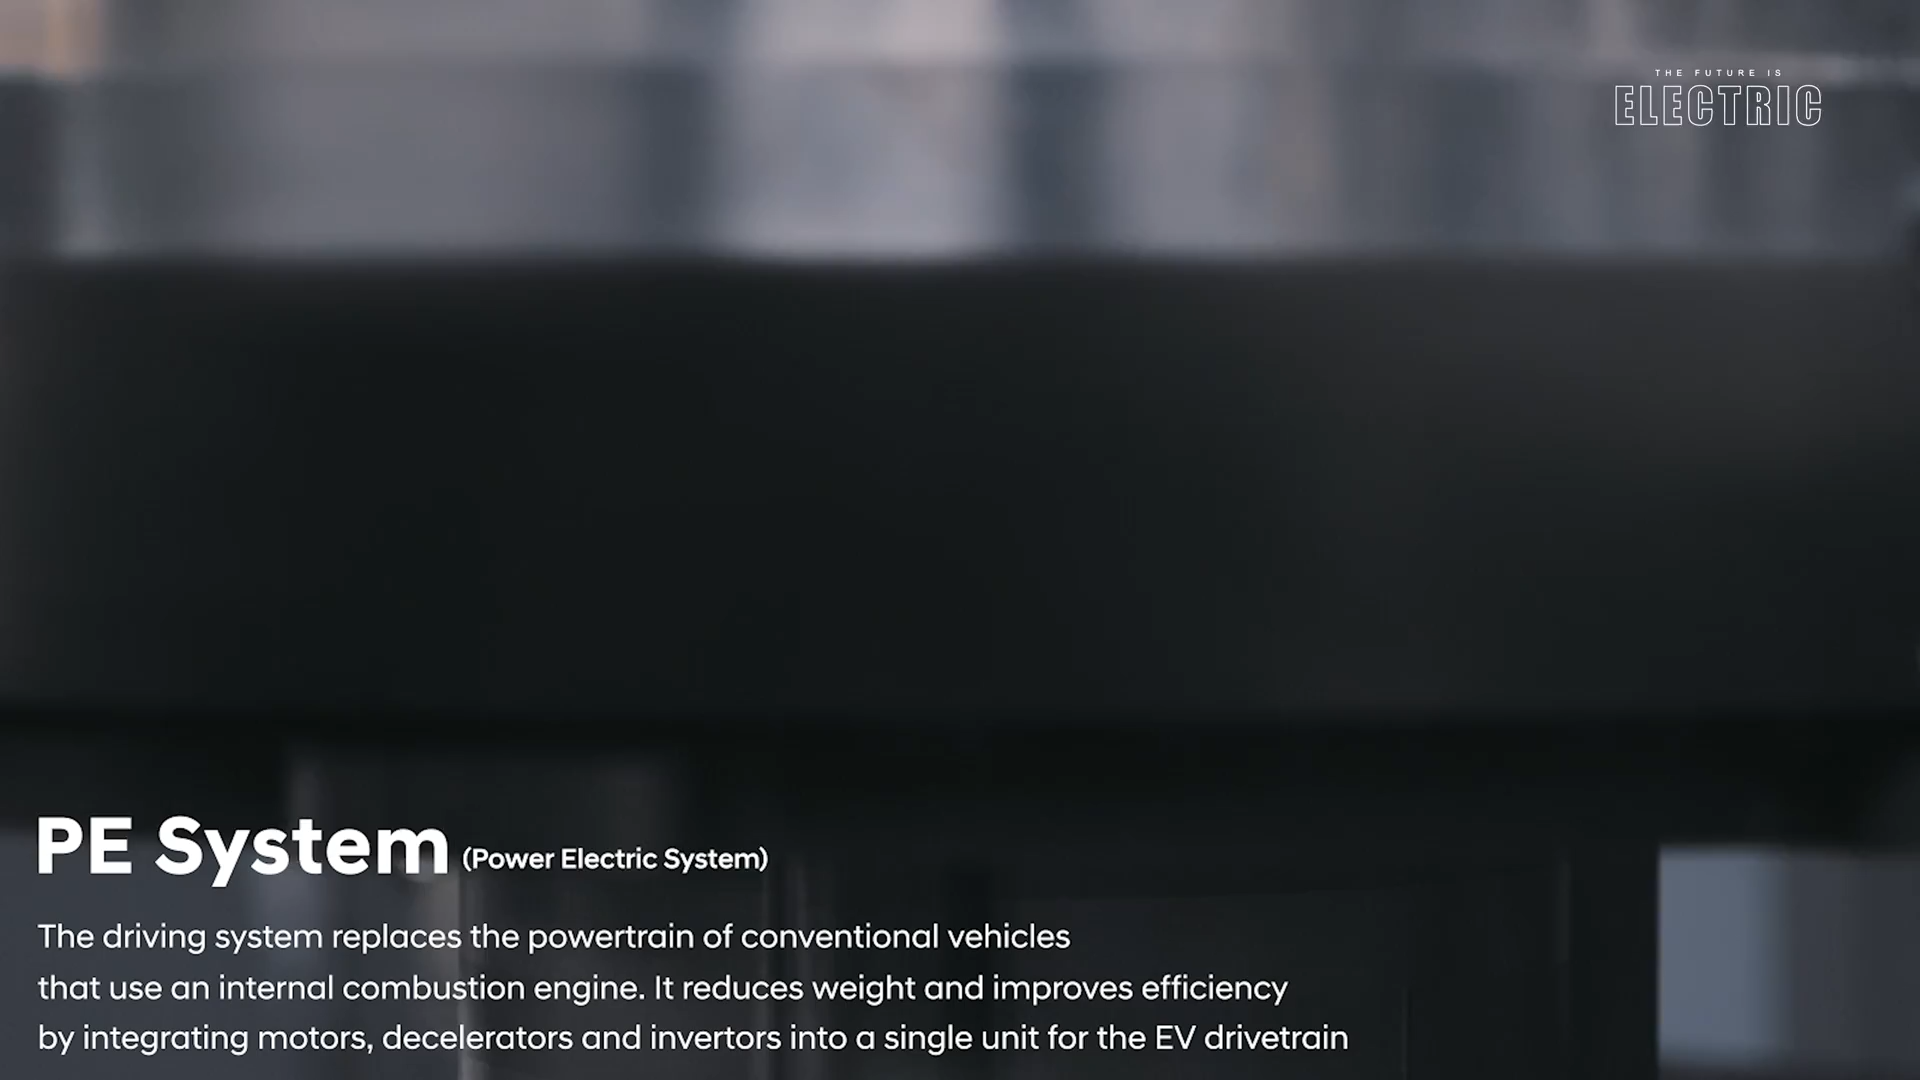 THE FUTURE IS
ELECTRIC
PE System (Power Electric System)
The driving system replaces the powertrain of conventional vehicles
that use an internal combustion engine. It reduces weight and improves efficiency
by integrating motors, decelerators and invertors into a single unit for the EV drivetrain